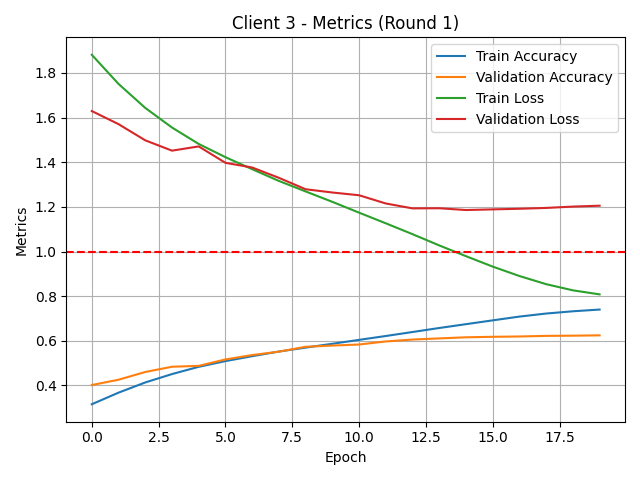 Client 3 - Metrics (Round 1)
Train Accuracy
Validation Accuracy
Train Loss
Validation Loss
Metrics
1.8
1.6
1.4
1.2
1.0
0.8
0.6
0.4
0.0
2.5
5.0
7.5
10.0
12.5
15.0
17.5
Epoch